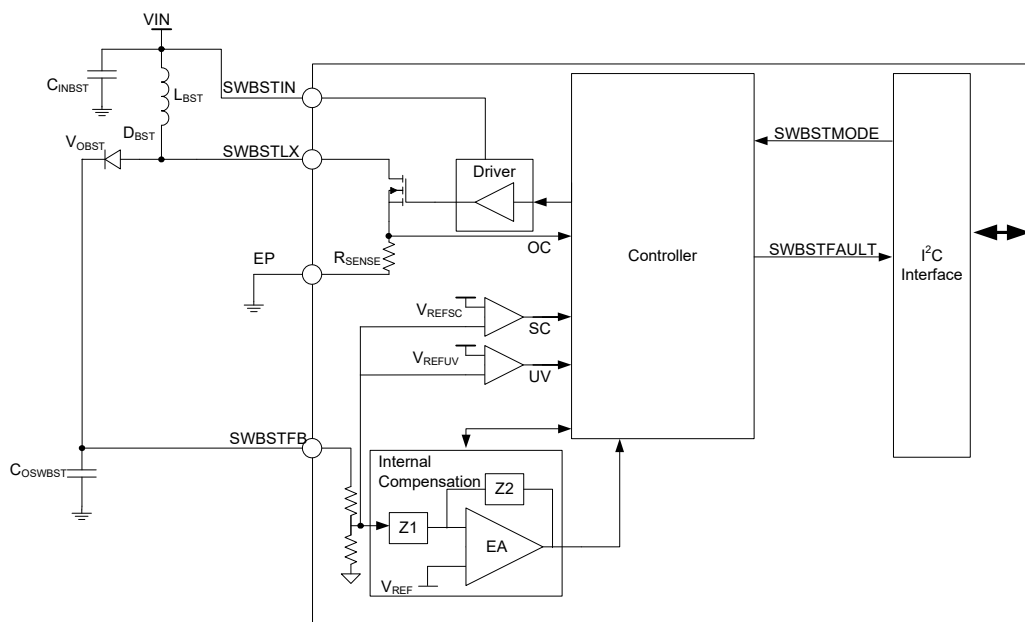 VIN
CINBST
LBST
SWBSTIN
DBST
VOBST
SWBSTLX
Driver
SWBSTMODE
OC
SWBSTFAULT
Controller
I2C
Interface
EP
RSENSE
VREFSC
SC
VREFUV
UV
SWBSTFB
COSWBST
Internal
Compensation
Z2
Z1
EA
VREF